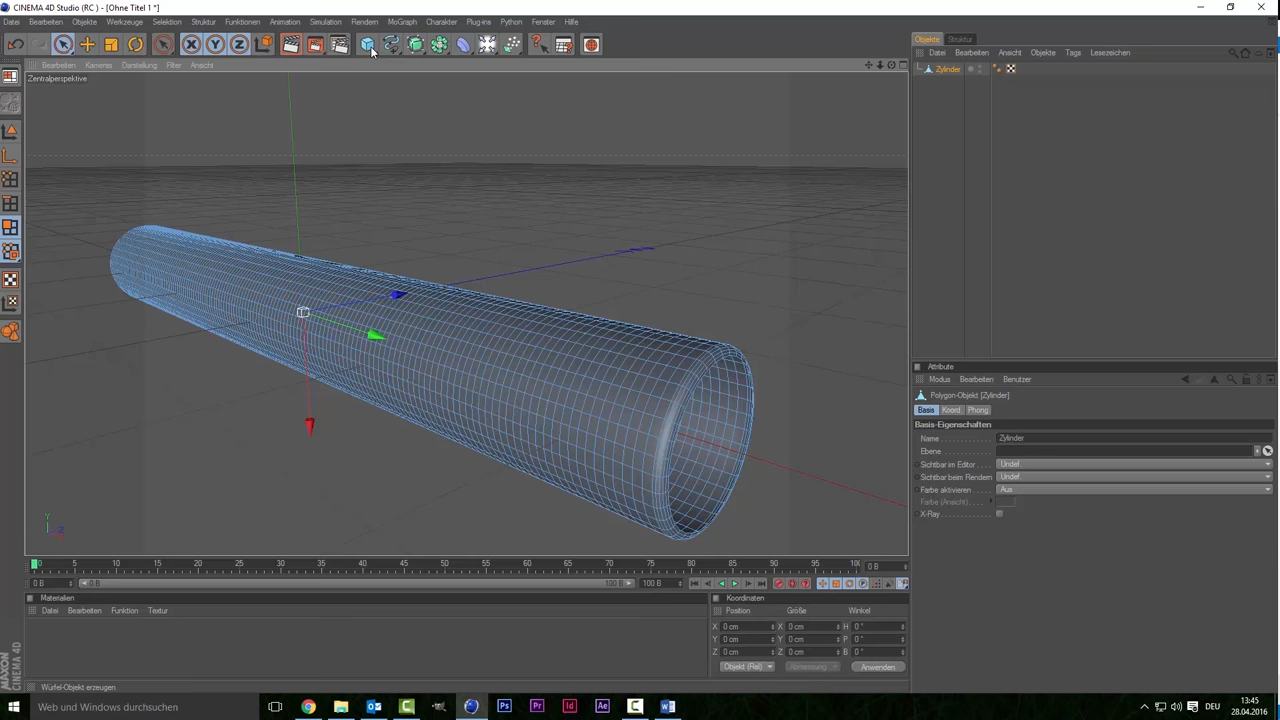 CINEMA 4D Studio (RC ) - [Ohne Titel 1 *]
Datei Bearbeiten Objekte Werkzeuge Selektion Struktur Funktionen Animation Simulation Rendern MoGraph Charakter Plug-ins Python Fenster Hilfe
X Y Z
Objekte Struktur
Datei Bearbeiten Ansicht Objekte Tags Lesezeichen
Bearbeiten Kameras Darstellung Filter Ansicht
Zylinder
Zentralperspektive
Attribute
Modus Bearbeiten Benutzer
Polygon-Objekt [Zylinder]
Basis Koord. Phong
Basis-Eigenschaften
Name Zylinder
Ebene
Sichtbar im Editor Undef.
Sichtbar beim Rendern Undef.
Farbe aktivieren Aus
Farbe (Ansicht)
X-Ray
Y
Z
0 5 10 15 20 25 30 35 40 45 50 55 60 65 70 75 80 85 90 95 100 0 B
0 B 0 B 100 B 100 B
Materialien
Datei Bearbeiten Funktion Textur
Koordinaten
Position Größe Winkel
X 0 cm X 0 cm H 0 °
Y 0 cm Y 0 cm P 0 °
Z 0 cm Z 0 cm B 0 °
Objekt (Rel) Abmessung Anwenden
MAXON
CINEMA 4D
Würfel-Objekt erzeugen
Web und Windows durchsuchen
Ps Pr Id Ae
DEU
13:45
28.04.2016